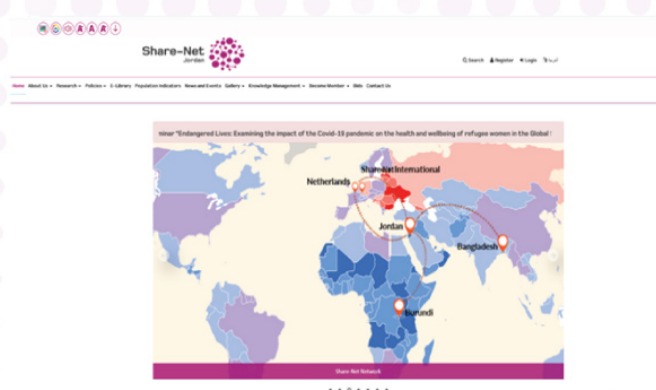 Share-Net
Jordan
Search Register Login عربي
Home About Us Research Policies E-Library Population Indicators News and Events Gallery Knowledge Management Become Member Wiki Contact Us
ninar "Endangered Lives: Examining the impact of the Covid-19 pandemic on the health and wellbeing of refugee women in the Global
Share-Net International
Netherlands
Jordan
Bangladesh
Burundi
Share-Net Network